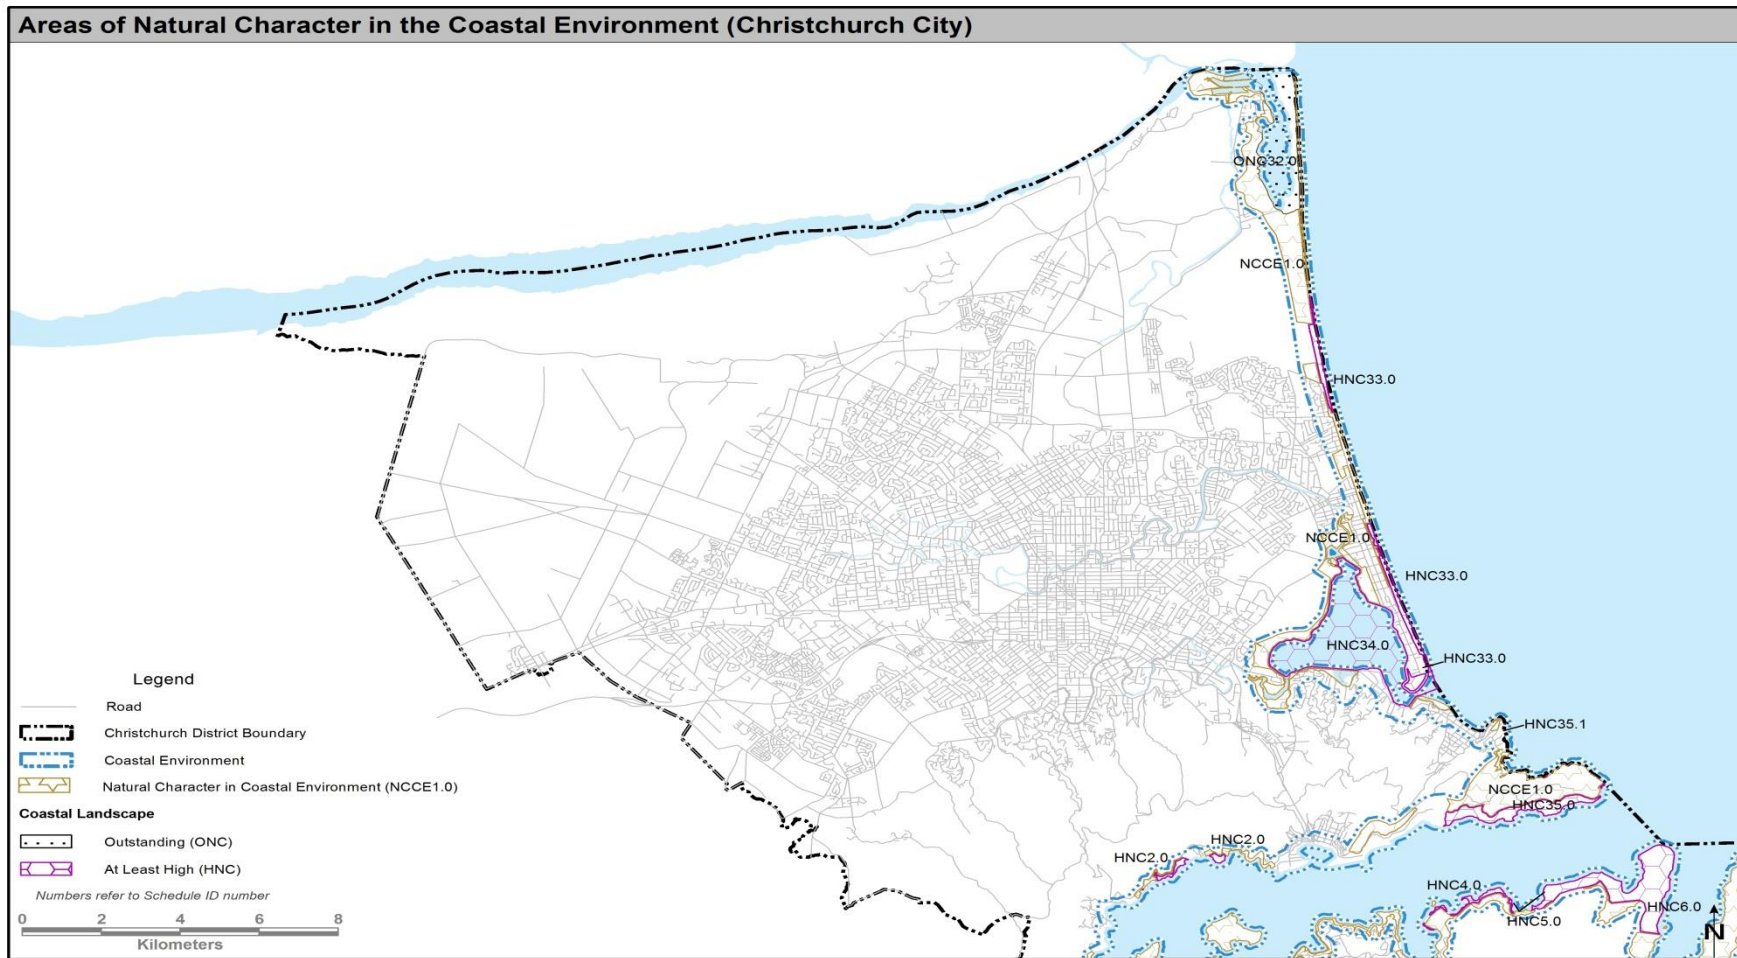 Areas of Natural Character in the Coastal Environment (Christchurch City)
ONC32.0
NCCE1.0
HNC33.0
NCCE1.0
HNC33.0
HNC34.0
HNC33.0
HNC35.1
NCCE1.0
HNC35.0
HNC2.0
HNC2.0
HNC4.0
HNC5.0
HNC6.0
N
Legend
Road
Christchurch District Boundary
Coastal Environment
Natural Character in Coastal Environment (NCCE1.0)
Coastal Landscape
Outstanding (ONC)
At Least High (HNC)
Numbers refer to Schedule ID number
0 2 4 6 8
Kilometers